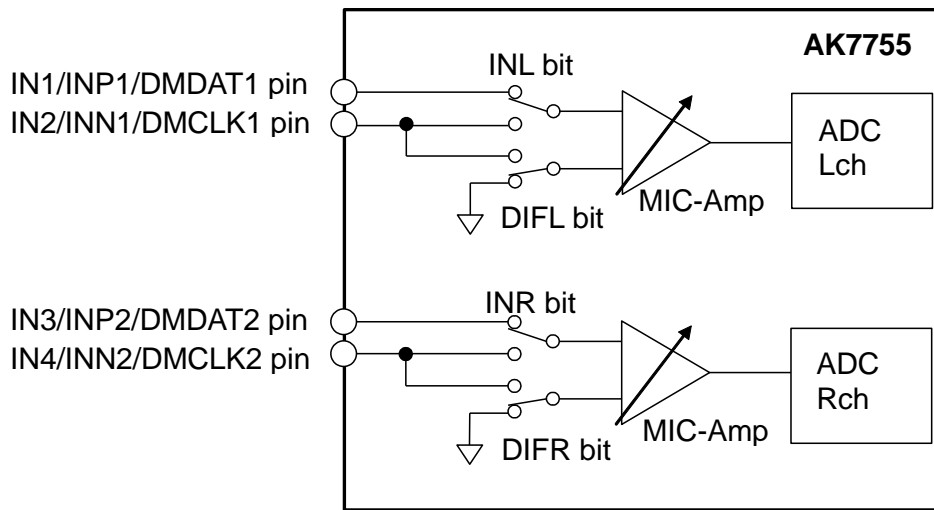 AK7755
INL bit
IN1/INP1/DMDAT1 pin
IN2/INN1/DMCLK1 pin
ADC
Lch
MIC-Amp
DIFL bit
INR bit
IN3/INP2/DMDAT2 pin
IN4/INN2/DMCLK2 pin
ADC
Rch
MIC-Amp
DIFR bit